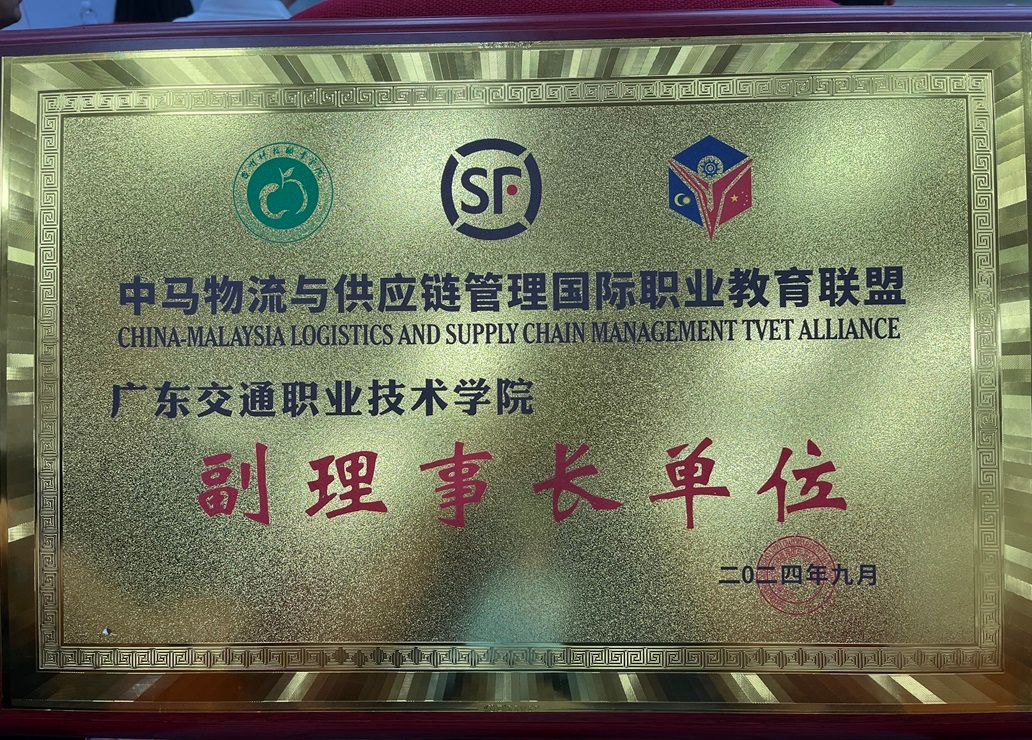 SF
中马物流与供应链管理国际职业教育联盟
CHINA-MALAYSIA LOGISTICS AND SUPPLY CHAIN MANAGEMENT TVET ALLIANCE
广东交通职业技术学院
副理事长单位
二0二四年九月